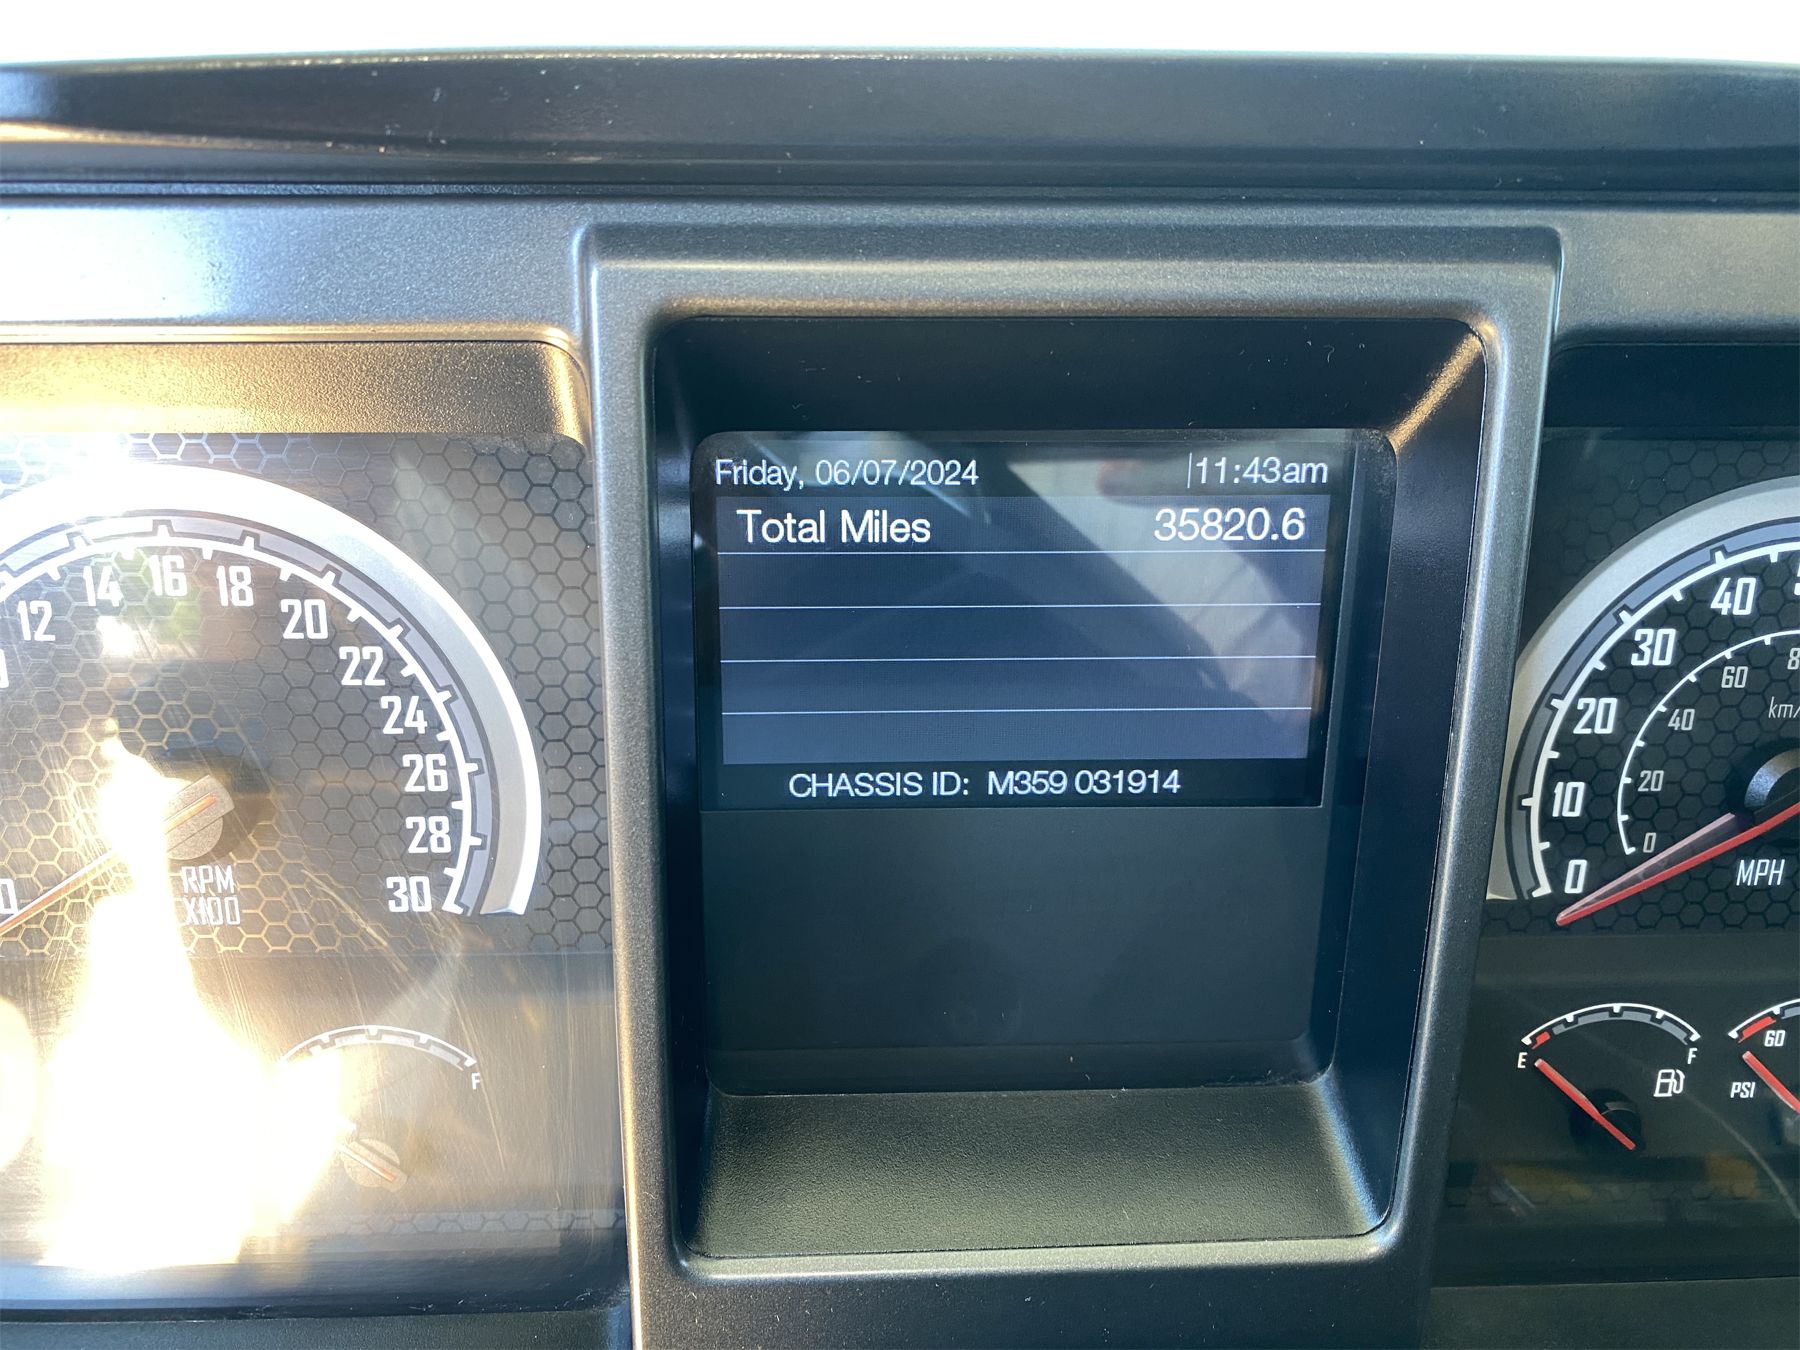 Friday, 06/07/2024 11:43am
Total Miles 35820.6
CHASSIS ID: M359 031914
12 14 16 18 20 22 24 26 28 30
RPM
X100
F
0 10 20 30 40
0 20 40 60
MPH
E F
60
PSI